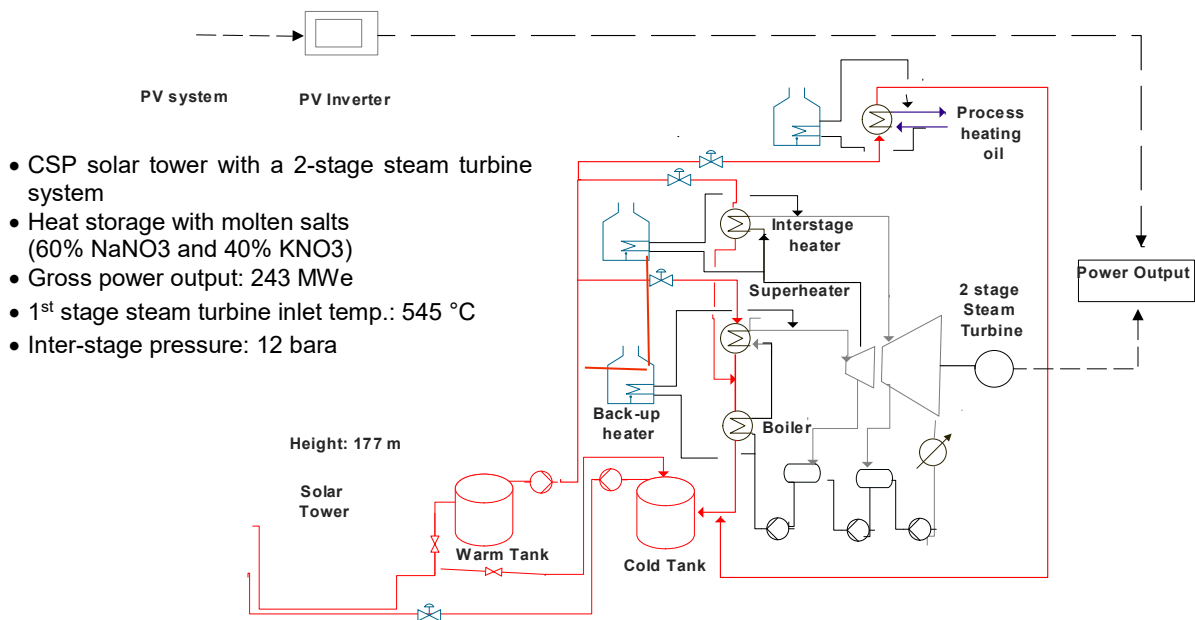 PV system
PV Inverter
Process
heating
oil
• CSP solar tower with a 2-stage steam turbine
system
• Heat storage with molten salts
(60% NaNO3 and 40% KNO3)
• Gross power output: 243 MWe
• 1st stage steam turbine inlet temp.: 545 °C
• Inter-stage pressure: 12 bara
Interstage
heater
Superheater
Power Output
2 stage
Steam
Turbine
Back-up
heater
Boiler
Height: 177 m
Solar
Tower
Warm Tank
Cold Tank